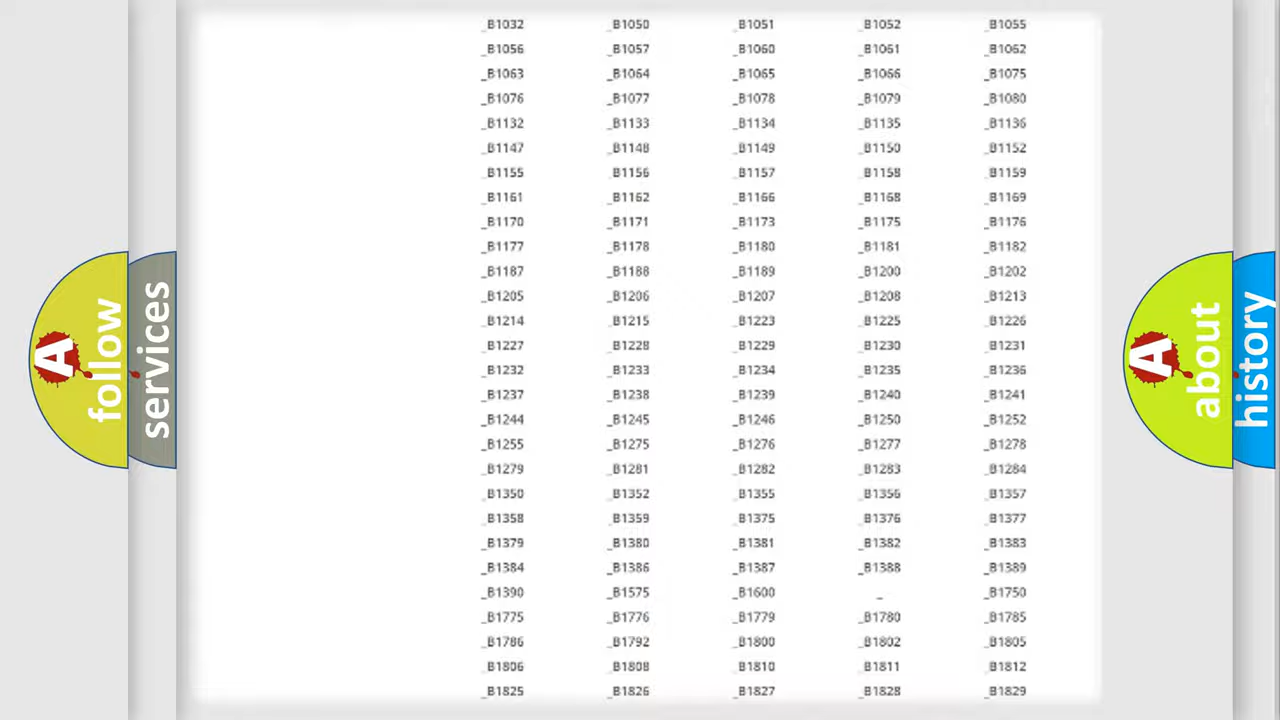 _B1032 _B1050 _B1051 _B1052 _B1055
_B1056 _B1057 _B1060 _B1061 _B1062
_B1063 _B1064 _B1065 _B1066 _B1075
_B1076 _B1077 _B1078 _B1079 _B1080
_B1132 _B1133 _B1134 _B1135 _B1136
_B1147 _B1148 _B1149 _B1150 _B1152
_B1155 _B1156 _B1157 _B1158 _B1159
_B1161 _B1162 _B1166 _B1168 _B1169
_B1170 _B1171 _B1173 _B1175 _B1176
_B1177 _B1178 _B1180 _B1181 _B1182
_B1187 _B1188 _B1189 _B1200 _B1202
_B1205 _B1206 _B1207 _B1208 _B1213
_B1214 _B1215 _B1223 _B1225 _B1226
_B1227 _B1228 _B1229 _B1230 _B1231
_B1232 _B1233 _B1234 _B1235 _B1236
_B1237 _B1238 _B1239 _B1240 _B1241
_B1244 _B1245 _B1246 _B1250 _B1252
_B1255 _B1275 _B1276 _B1277 _B1278
_B1279 _B1281 _B1282 _B1283 _B1284
_B1350 _B1352 _B1355 _B1356 _B1357
_B1358 _B1359 _B1375 _B1376 _B1377
_B1379 _B1380 _B1381 _B1382 _B1383
_B1384 _B1386 _B1387 _B1388 _B1389
_B1390 _B1575 _B1600 _ _B1750
_B1775 _B1776 _B1779 _B1780 _B1785
_B1786 _B1792 _B1800 _B1802 _B1805
_B1806 _B1808 _B1810 _B1811 _B1812
_B1825 _B1826 _B1827 _B1828 _B1829
A
follow
services
A
about
history